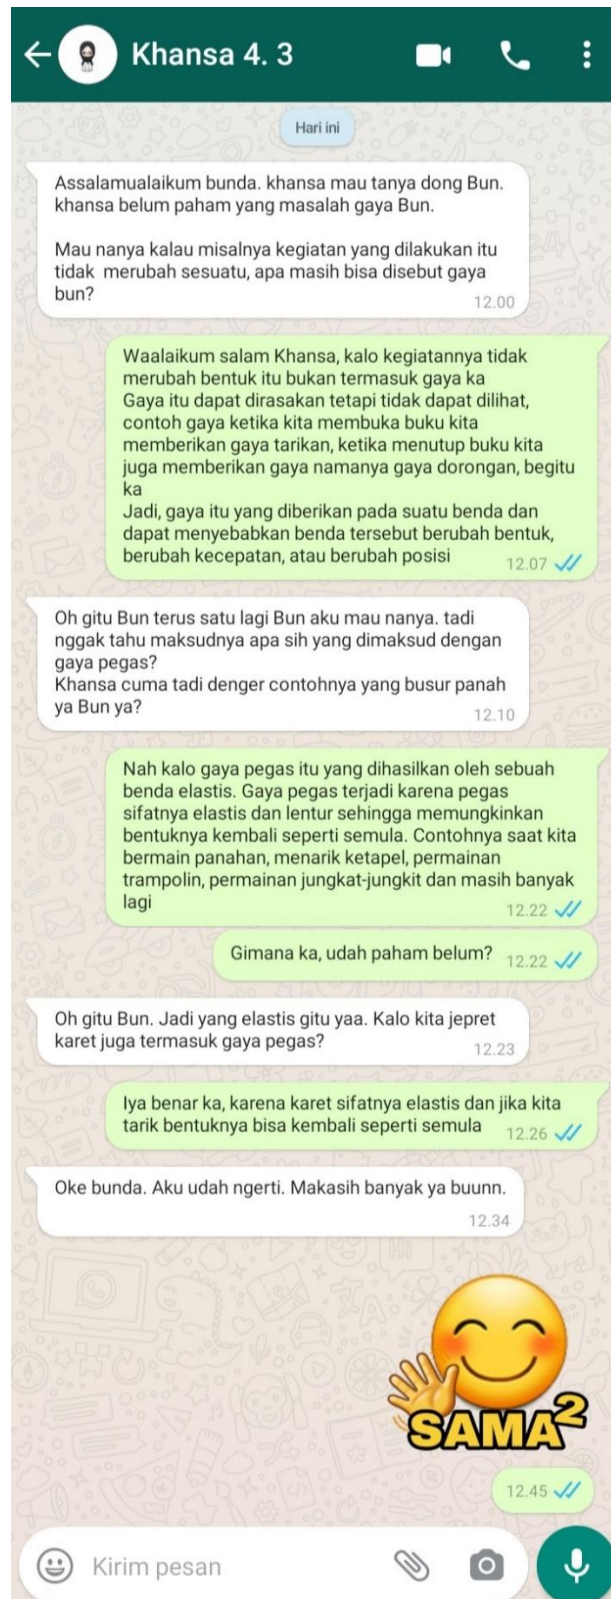 Khansa 4. 3
Hari ini
Assalamualaikum bunda. khansa mau tanya dong Bun.
khansa belum paham yang masalah gaya Bun.
Mau nanya kalau misalnya kegiatan yang dilakukan itu
tidak merubah sesuatu, apa masih bisa disebut gaya
bun?
12.00
Waalaikum salam Khansa, kalo kegiatannya tidak
merubah bentuk itu bukan termasuk gaya ka
Gaya itu dapat dirasakan tetapi tidak dapat dilihat,
contoh gaya ketika kita membuka buku kita
memberikan gaya tarikan, ketika menutup buku kita
juga memberikan gaya namanya gaya dorongan, begitu
ka
Jadi, gaya itu yang diberikan pada suatu benda dan
dapat menyebabkan benda tersebut berubah bentuk,
berubah kecepatan, atau berubah posisi
12.07
Oh gitu Bun terus satu lagi Bun aku mau nanya. tadi
nggak tahu maksudnya apa sih yang dimaksud dengan
gaya pegas?
Khansa cuma tadi denger contohnya yang busur panah
ya Bun ya?
12.10
Nah kalo gaya pegas itu yang dihasilkan oleh sebuah
benda elastis. Gaya pegas terjadi karena pegas
sifatnya elastis dan lentur sehingga memungkinkan
bentuknya kembali seperti semula. Contohnya saat kita
bermain panahan, menarik ketapel, permainan
trampolin, permainan jungkat-jungkit dan masih banyak
lagi
12.22
Gimana ka, udah paham belum?
12.22
Oh gitu Bun. Jadi yang elastis gitu yaa. Kalo kita jepret
karet juga termasuk gaya pegas?
12.23
Iya benar ka, karena karet sifatnya elastis dan jika kita
tarik bentuknya bisa kembali seperti semula
12.26
Oke bunda. Aku udah ngerti. Makasih banyak ya buunn.
12.34
SAMA²
12.45
Kirim pesan